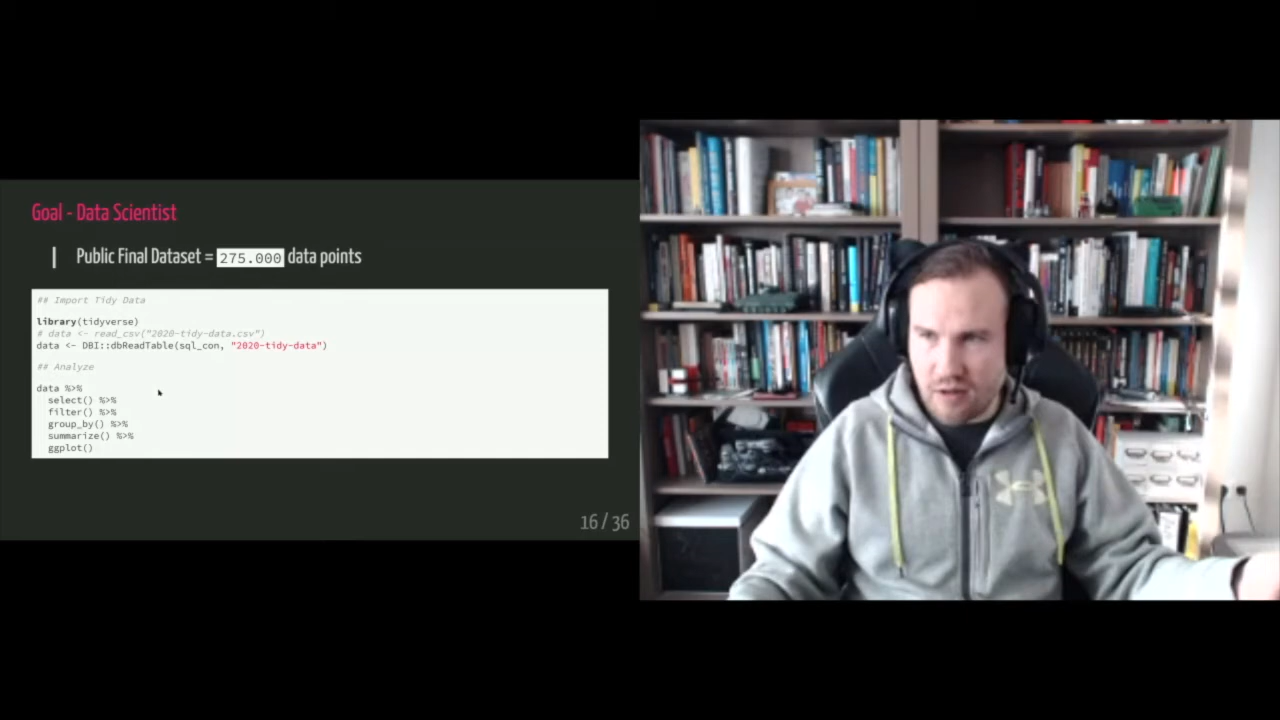 Goal - Data Scientist
Public Final Dataset = 275.000 data points
## Import Tidy Data
library(tidyverse)
# data <- read_csv("2020-tidy-data.csv")
data <- DBI::dbReadTable(sql_con, "2020-tidy-data")
## Analyze
data %>%
select() %>%
filter() %>%
group_by() %>%
summarize() %>%
ggplot()
16 / 36